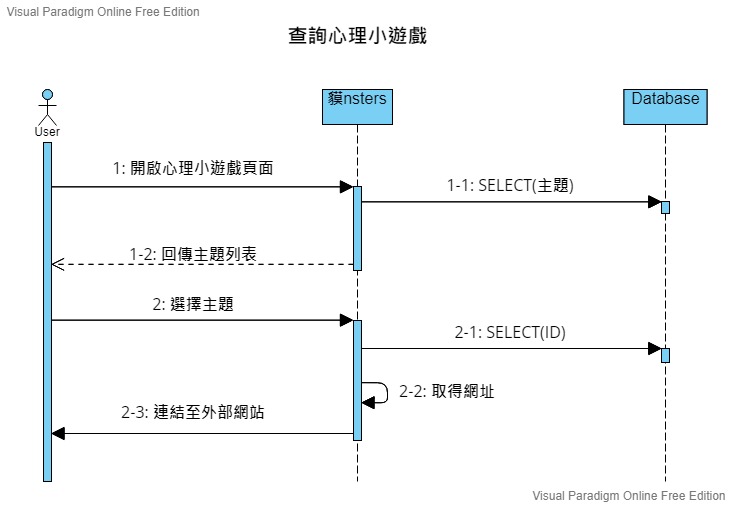 Visual Paradigm Online Free Edition
查詢心理小遊戲
User
貘nsters
Database
1: 開啟心理小遊戲頁面
1-1: SELECT(主題)
1-2: 回傳主題列表
2: 選擇主題
2-1: SELECT(ID)
2-2: 取得網址
2-3: 連結至外部網站
Visual Paradigm Online Free Edition